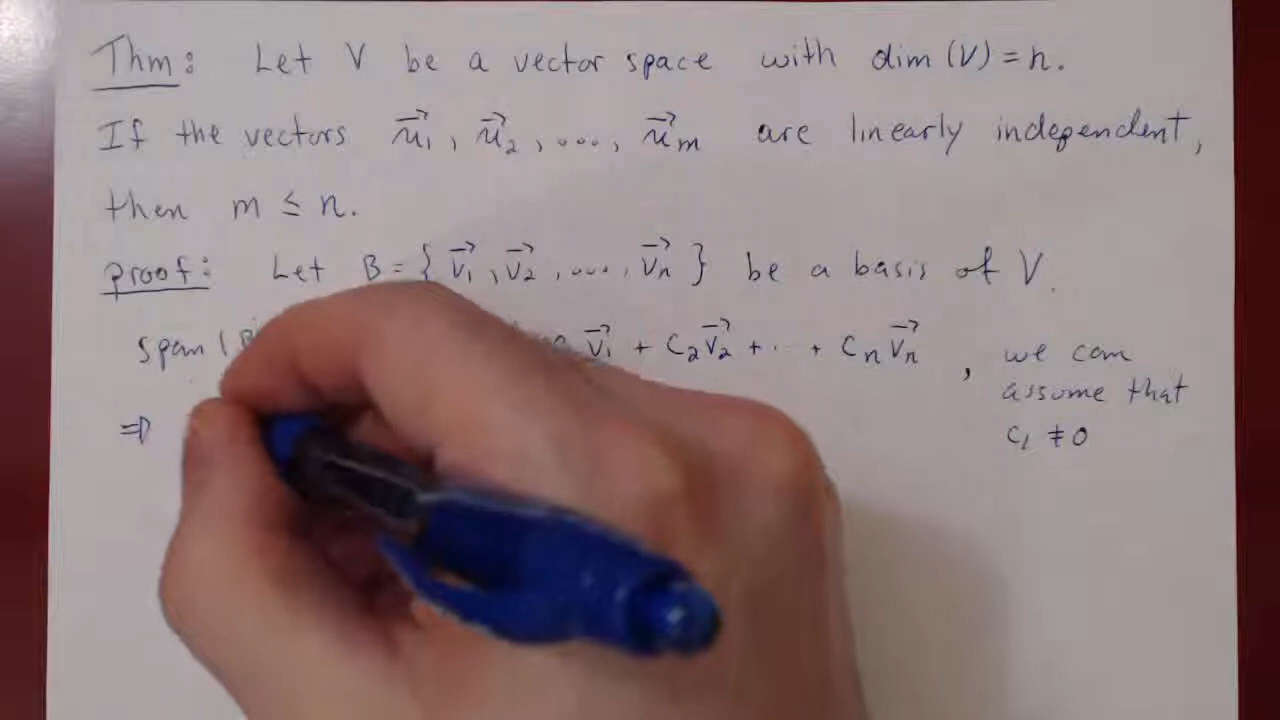 Thm: Let V be a vector space with dim (V) = n.
If the vectors u⃗₁, u⃗₂, ..., u⃗ₘ are linearly independent,
then m ≤ n.
proof: Let B = { v⃗₁, v⃗₂, ..., v⃗ₙ } be a basis of V.
span ( v⃗₁ + c₂v⃗₂ + ··· + cₙv⃗ₙ , we can
assume that
⇒ c₁ ≠ 0